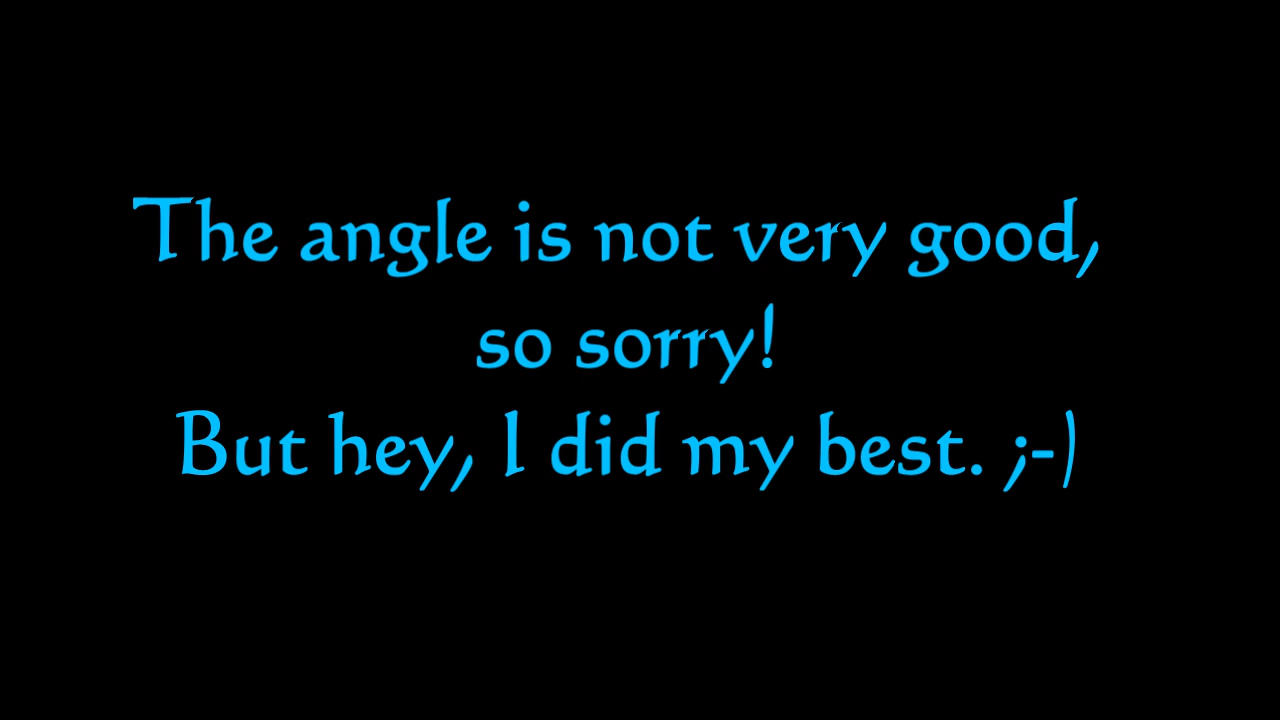 The angle is not very good,
so sorry!
But hey, I did my best. ;-)